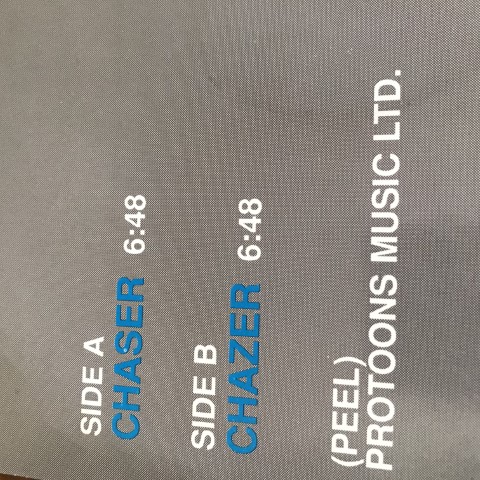 SIDE A
CHASER 6:48
SIDE B
CHAZER 6:48
(PEEL)
PROTOONS MUSIC LTD.